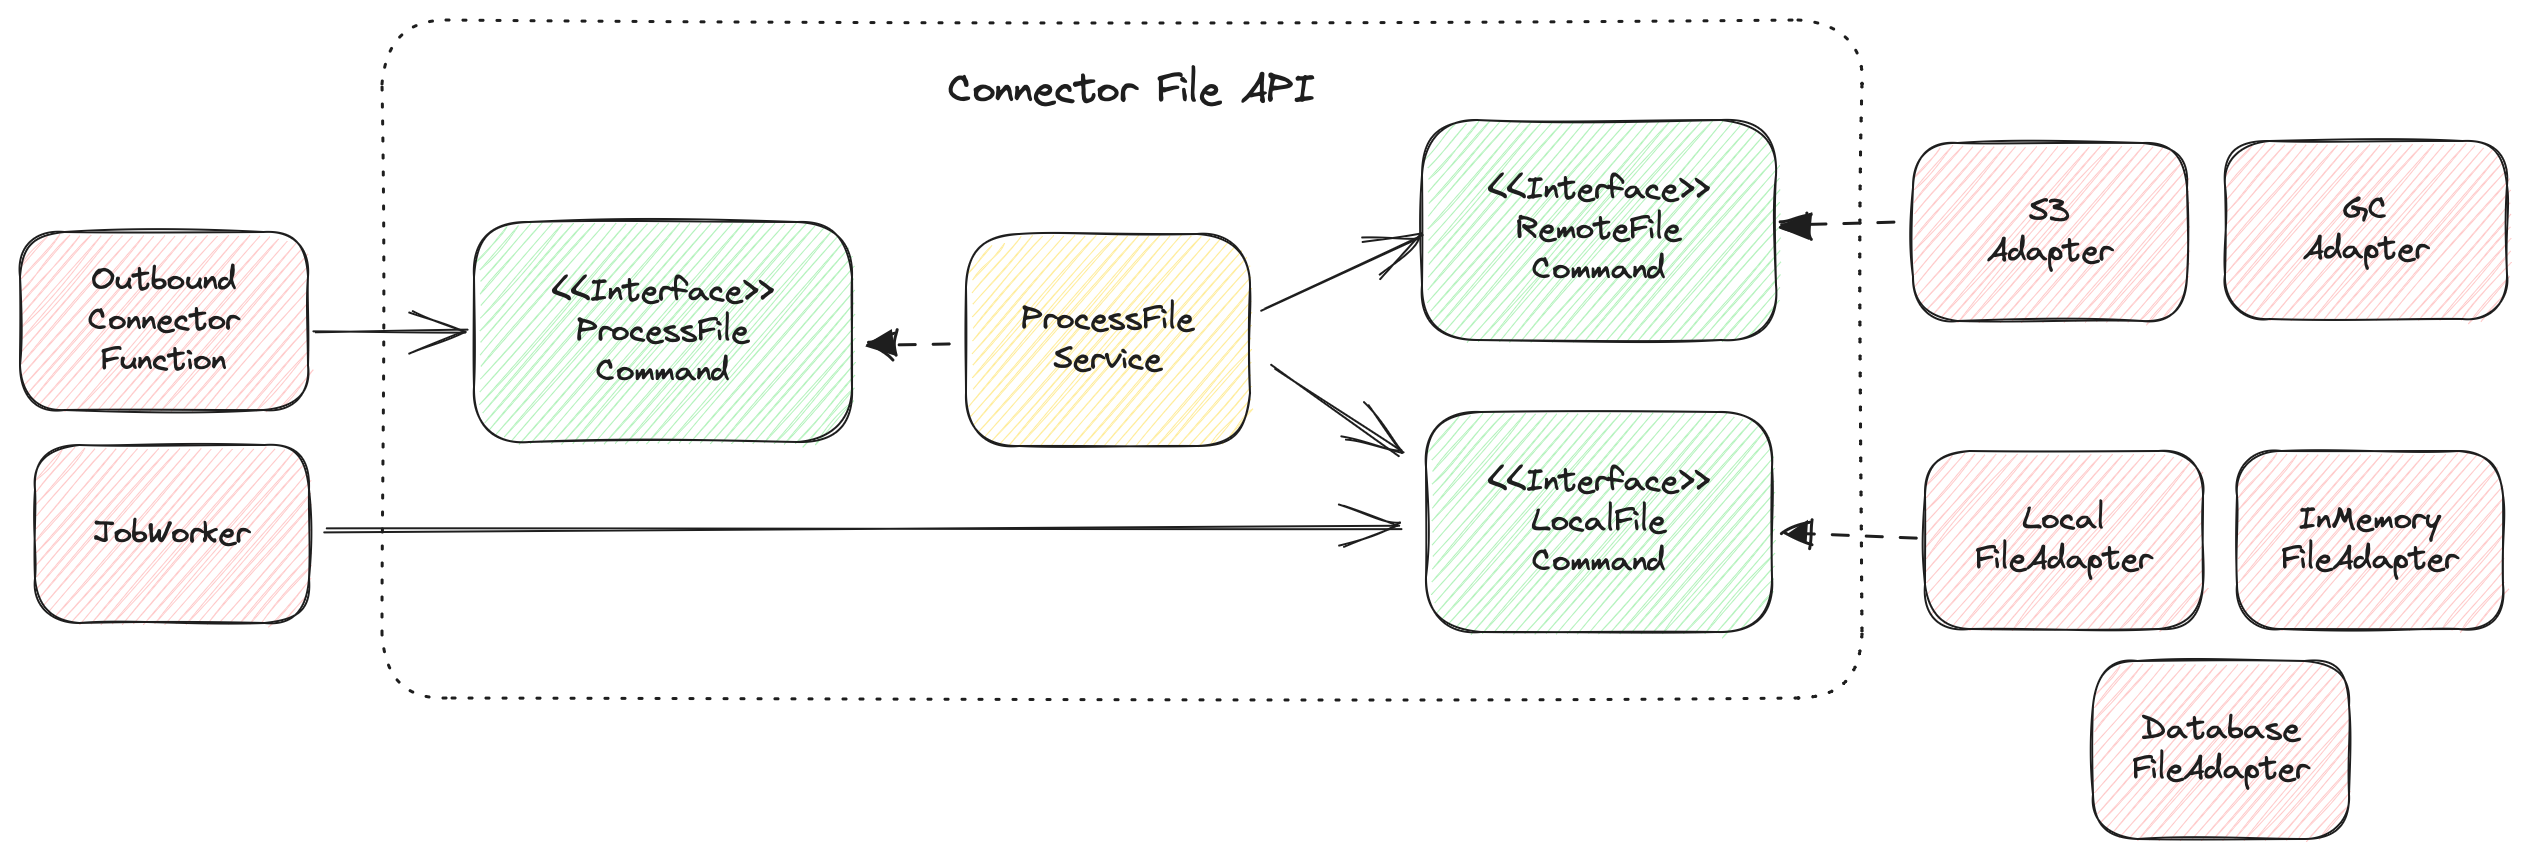 Connector File API
Outbound
Connector
Function
JobWorker
<<Interface>>
ProcessFile
Command
ProcessFile
Service
<<Interface>>
RemoteFile
Command
<<Interface>>
LocalFile
Command
S3
Adapter
GC
Adapter
Local
FileAdapter
InMemory
FileAdapter
Database
FileAdapter